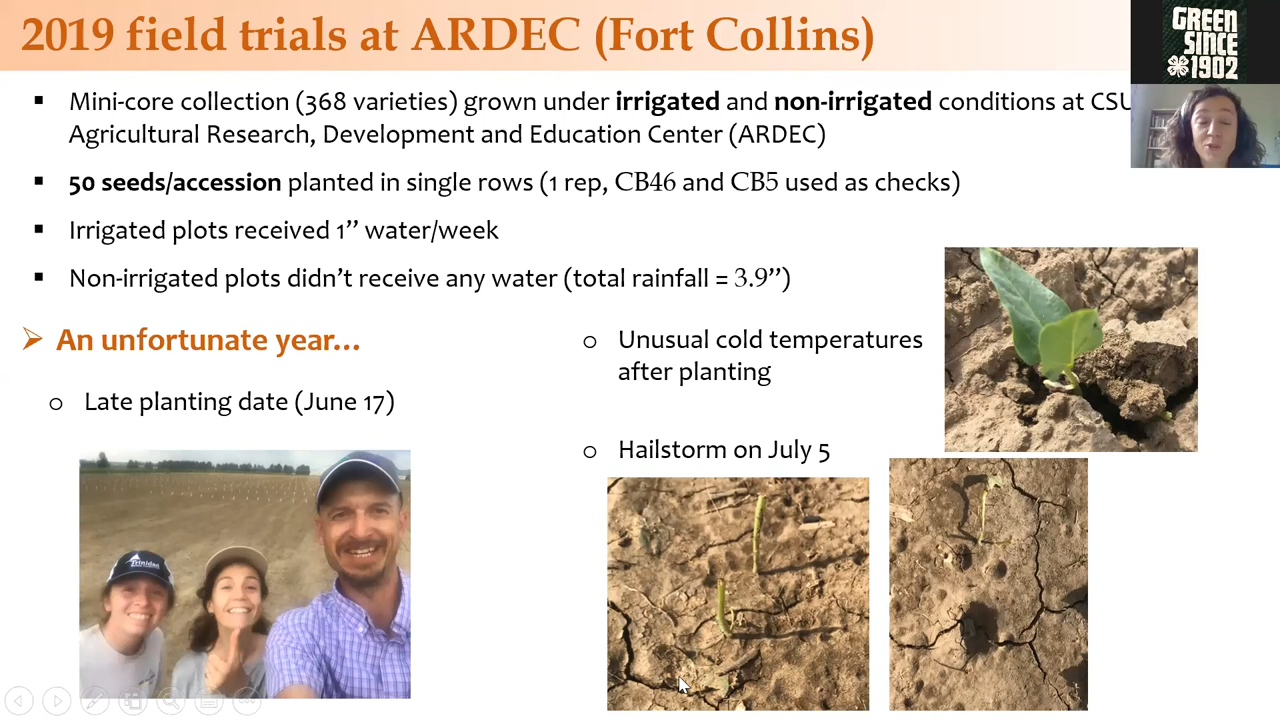 2019 field trials at ARDEC (Fort Collins)
GREEN
SINCE
1902
▪ Mini-core collection (368 varieties) grown under irrigated and non-irrigated conditions at CSU
Agricultural Research, Development and Education Center (ARDEC)
▪ 50 seeds/accession planted in single rows (1 rep, CB46 and CB5 used as checks)
▪ Irrigated plots received 1” water/week
▪ Non-irrigated plots didn’t receive any water (total rainfall = 3.9”)
➢ An unfortunate year…
o Late planting date (June 17)
Trinidad
o Unusual cold temperatures
after planting
o Hailstorm on July 5